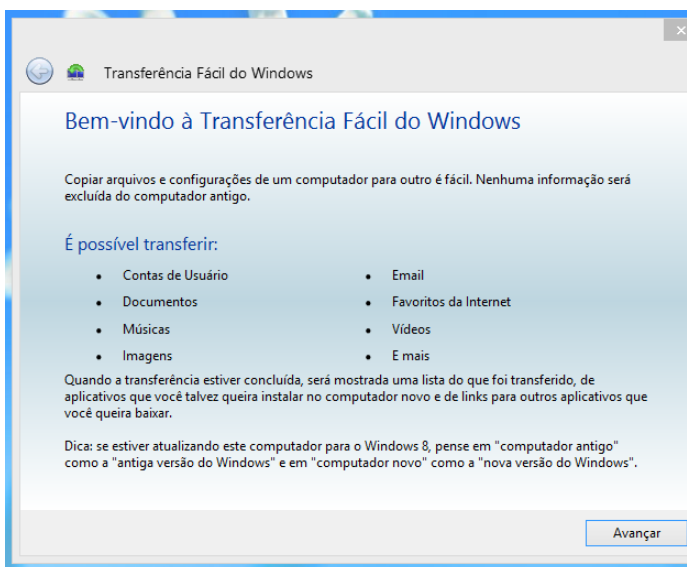 Transferência Fácil do Windows
Bem-vindo à Transferência Fácil do Windows
Copiar arquivos e configurações de um computador para outro é fácil. Nenhuma informação será
excluída do computador antigo.
É possível transferir:
• Contas de Usuário
• Email
• Documentos
• Favoritos da Internet
• Músicas
• Vídeos
• Imagens
• E mais
Quando a transferência estiver concluída, será mostrada uma lista do que foi transferido, de
aplicativos que você talvez queira instalar no computador novo e de links para outros aplicativos que
você queira baixar.
Dica: se estiver atualizando este computador para o Windows 8, pense em "computador antigo"
como a "antiga versão do Windows" e em "computador novo" como a "nova versão do Windows".
Avançar